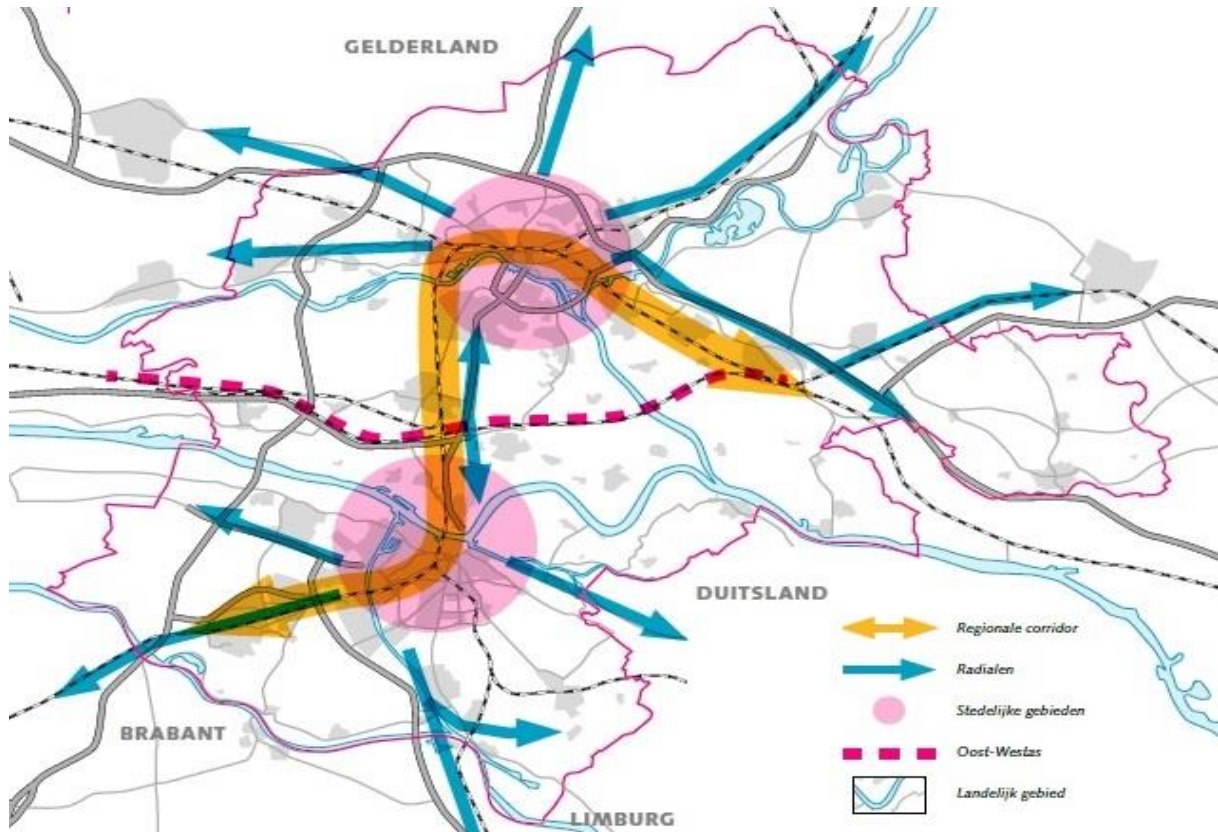 GELDERLAND
DUITSLAND
Regionale corridor
Radialen
Stedelijke gebieden
BRABANT
Oost-Westas
Landelijk gebied
LIMBURG